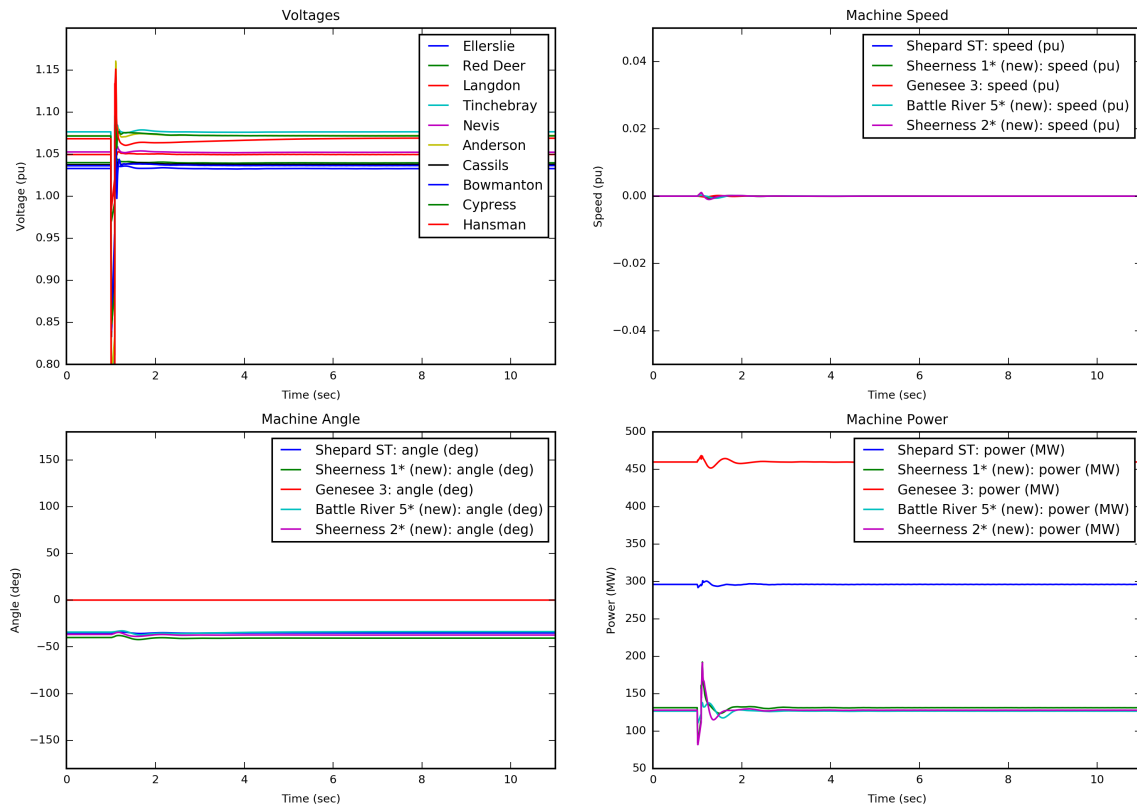 Voltages
Voltage (pu)
1.15
1.10
1.05
1.00
0.95
0.90
0.85
0.80
Ellerslie
Red Deer
Langdon
Tinchebray
Nevis
Anderson
Cassils
Bowmanton
Cypress
Hansman
0 2 4 6 8 10
Time (sec)
Machine Speed
Speed (pu)
0.04
0.02
0.00
−0.02
−0.04
Shepard ST: speed (pu)
Sheerness 1* (new): speed (pu)
Genesee 3: speed (pu)
Battle River 5* (new): speed (pu)
Sheerness 2* (new): speed (pu)
0 2 4 6 8 10
Time (sec)
Machine Angle
Angle (deg)
150
100
50
0
−50
−100
−150
Shepard ST: angle (deg)
Sheerness 1* (new): angle (deg)
Genesee 3: angle (deg)
Battle River 5* (new): angle (deg)
Sheerness 2* (new): angle (deg)
0 2 4 6 8 10
Time (sec)
Machine Power
Power (MW)
500
450
400
350
300
250
200
150
100
50
Shepard ST: power (MW)
Sheerness 1* (new): power (MW)
Genesee 3: power (MW)
Battle River 5* (new): power (MW)
Sheerness 2* (new): power (MW)
0 2 4 6 8 10
Time (sec)